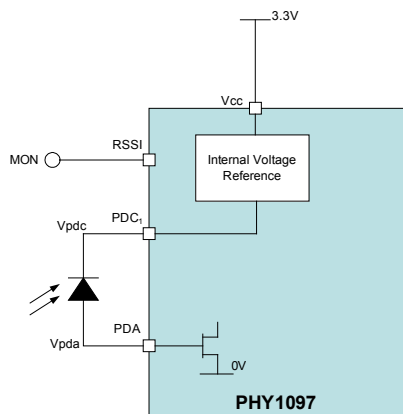 3.3V
Vcc
RSSI
MON
Internal Voltage
Reference
PDC1
Vpdc
PDA
Vpda
0V
PHY1097